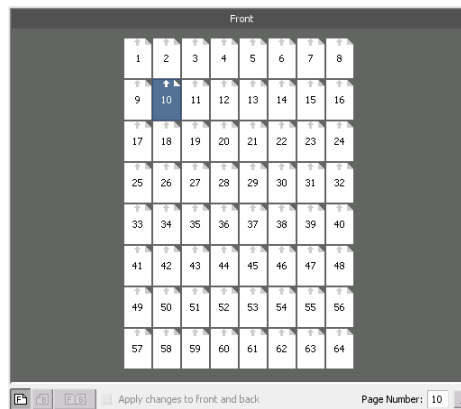 Front
1 2 3 4 5 6 7 8
9 10 11 12 13 14 15 16
17 18 19 20 21 22 23 24
25 26 27 28 29 30 31 32
33 34 35 36 37 38 39 40
41 42 43 44 45 46 47 48
49 50 51 52 53 54 55 56
57 58 59 60 61 62 63 64
F B F B Apply changes to front and back Page Number: 10